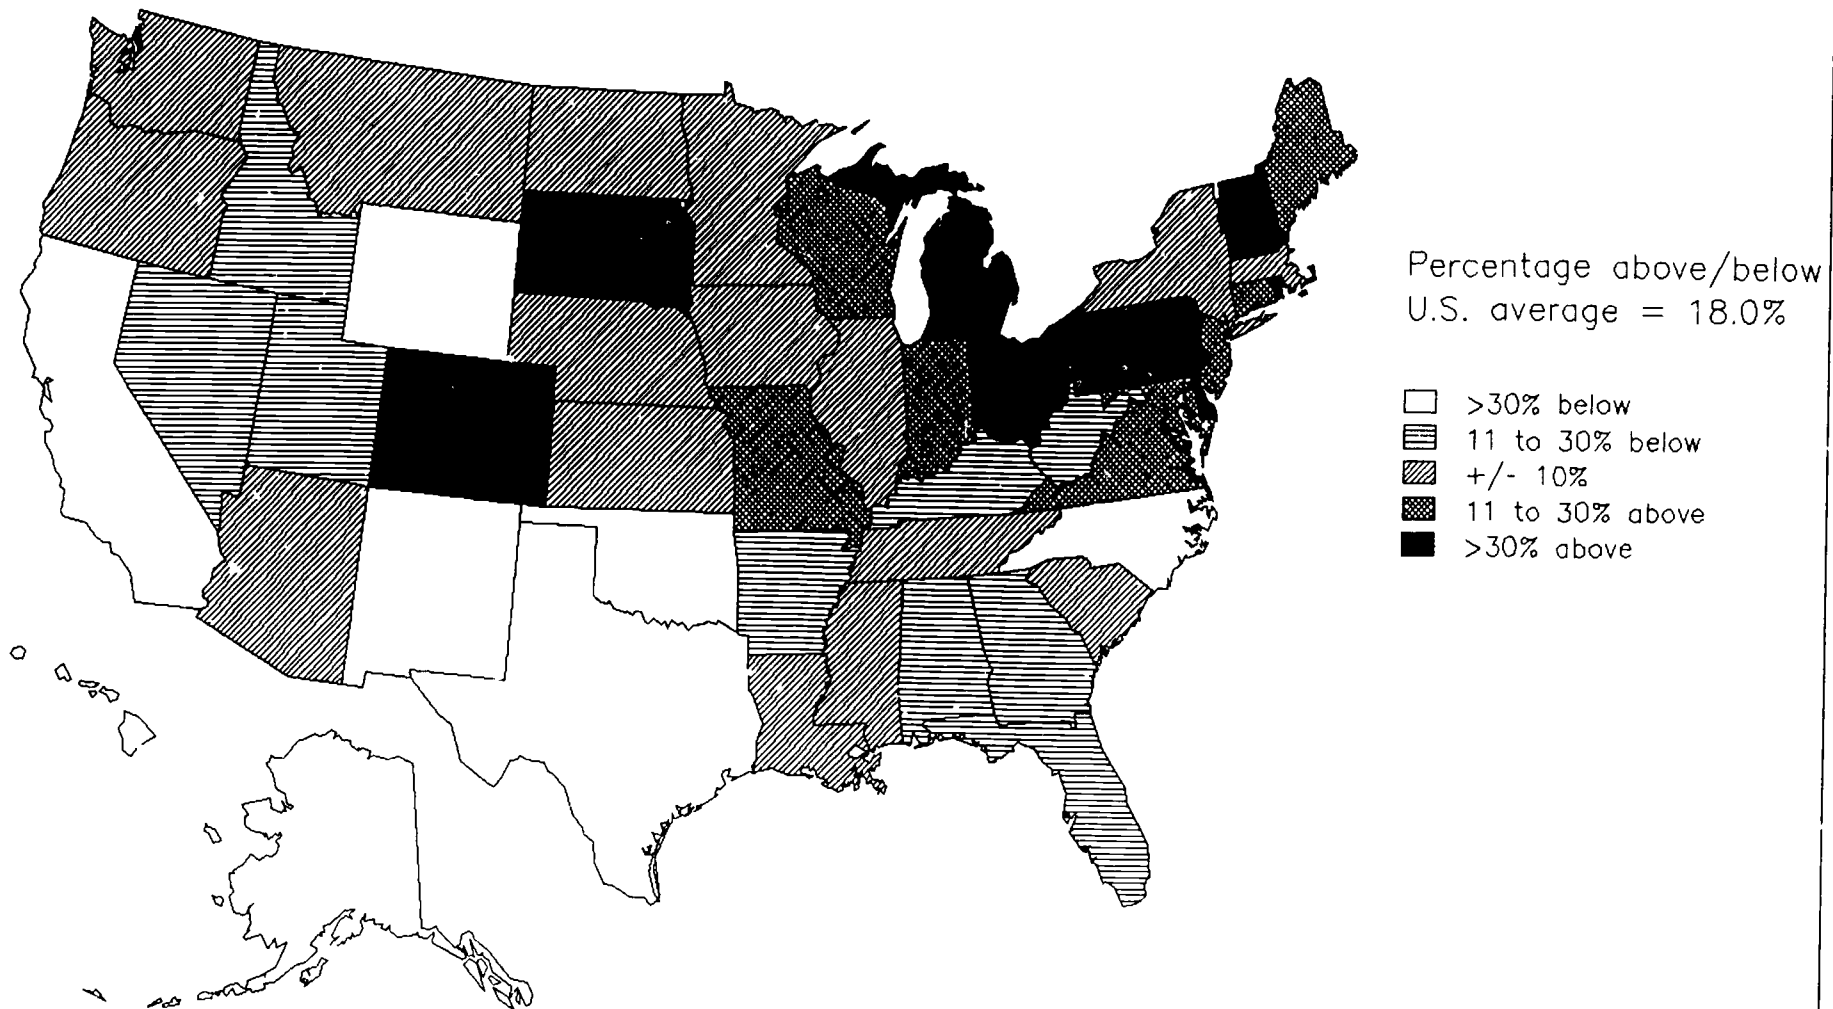 Percentage above/below
U.S. average = 18.0%
>30% below
11 to 30% below
+/- 10%
11 to 30% above
>30% above